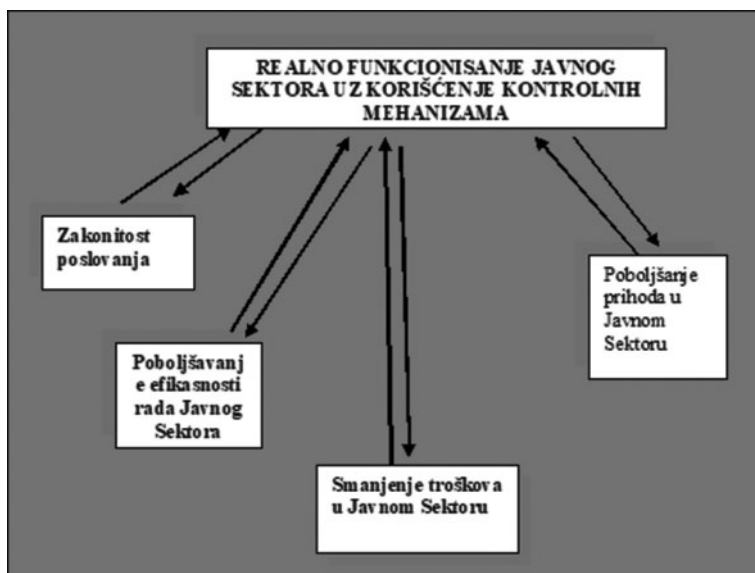 REALNO FUNKCIONISANJE JAVNOG
SEKTORA UZ KORIŠĆENJE KONTROLNIH
MEHANIZAMA
Zakonitost
poslovanja
Poboljšanje
prihoda u
Javnom
Sektoru
Poboljšavanj
e efikasnosti
rada Javnog
Sektora
Smanjenje troškova
u Javnom Sektoru